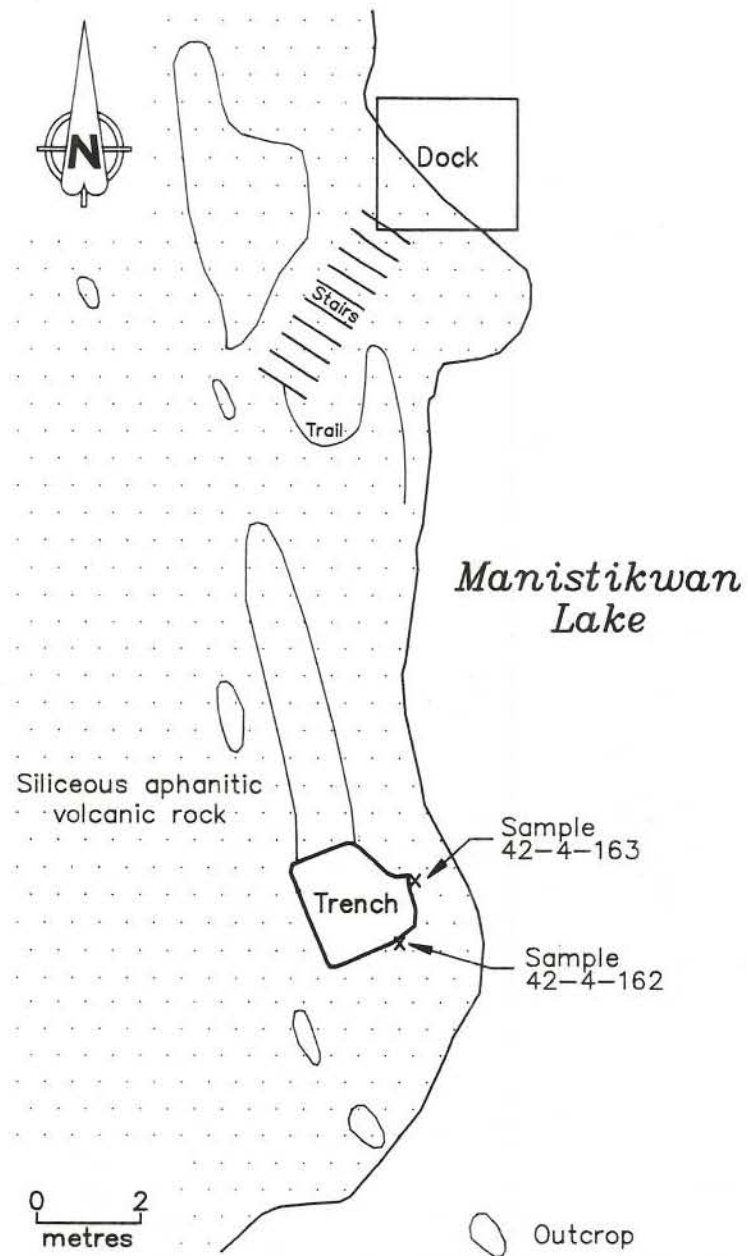 N
Dock
Stairs
Trail
Manistikwan
Lake
Siliceous aphanitic
volcanic rock
Sample
42-4-163
Trench
Sample
42-4-162
0 2
metres
Outcrop